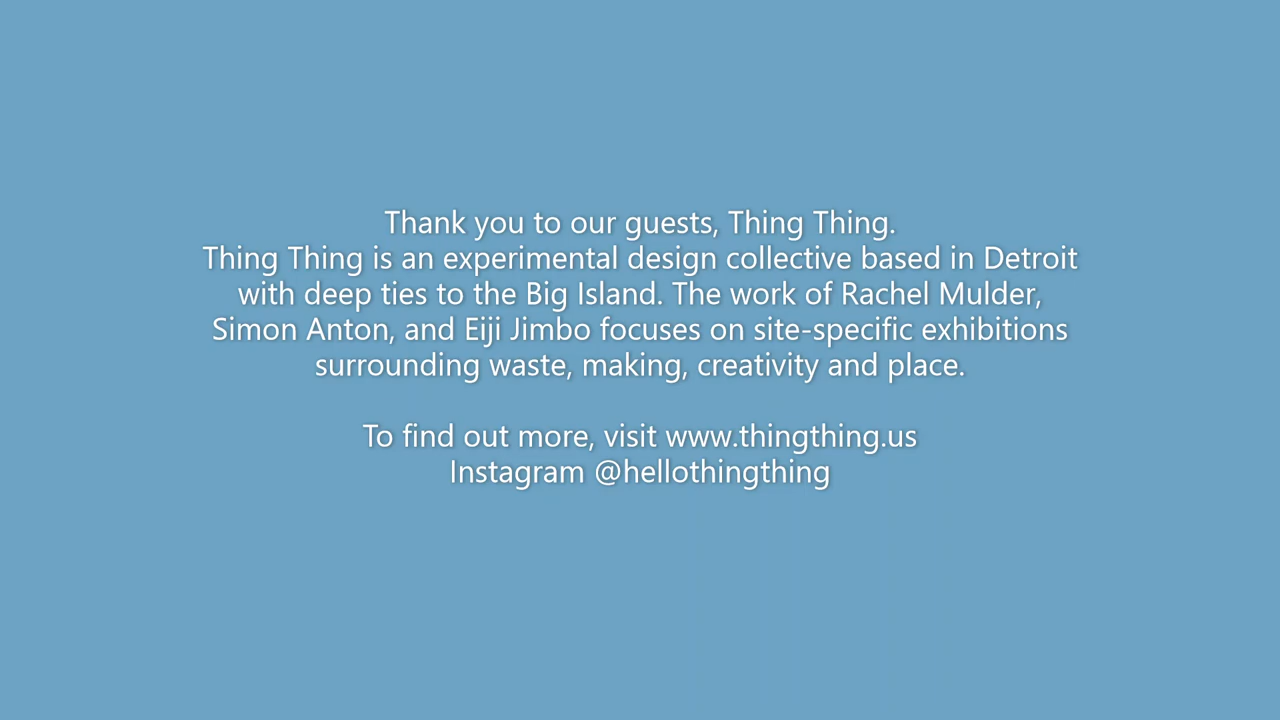 Thank you to our guests, Thing Thing.
Thing Thing is an experimental design collective based in Detroit
with deep ties to the Big Island. The work of Rachel Mulder,
Simon Anton, and Eiji Jimbo focuses on site-specific exhibitions
surrounding waste, making, creativity and place.
To find out more, visit www.thingthing.us
Instagram @hellothingthing